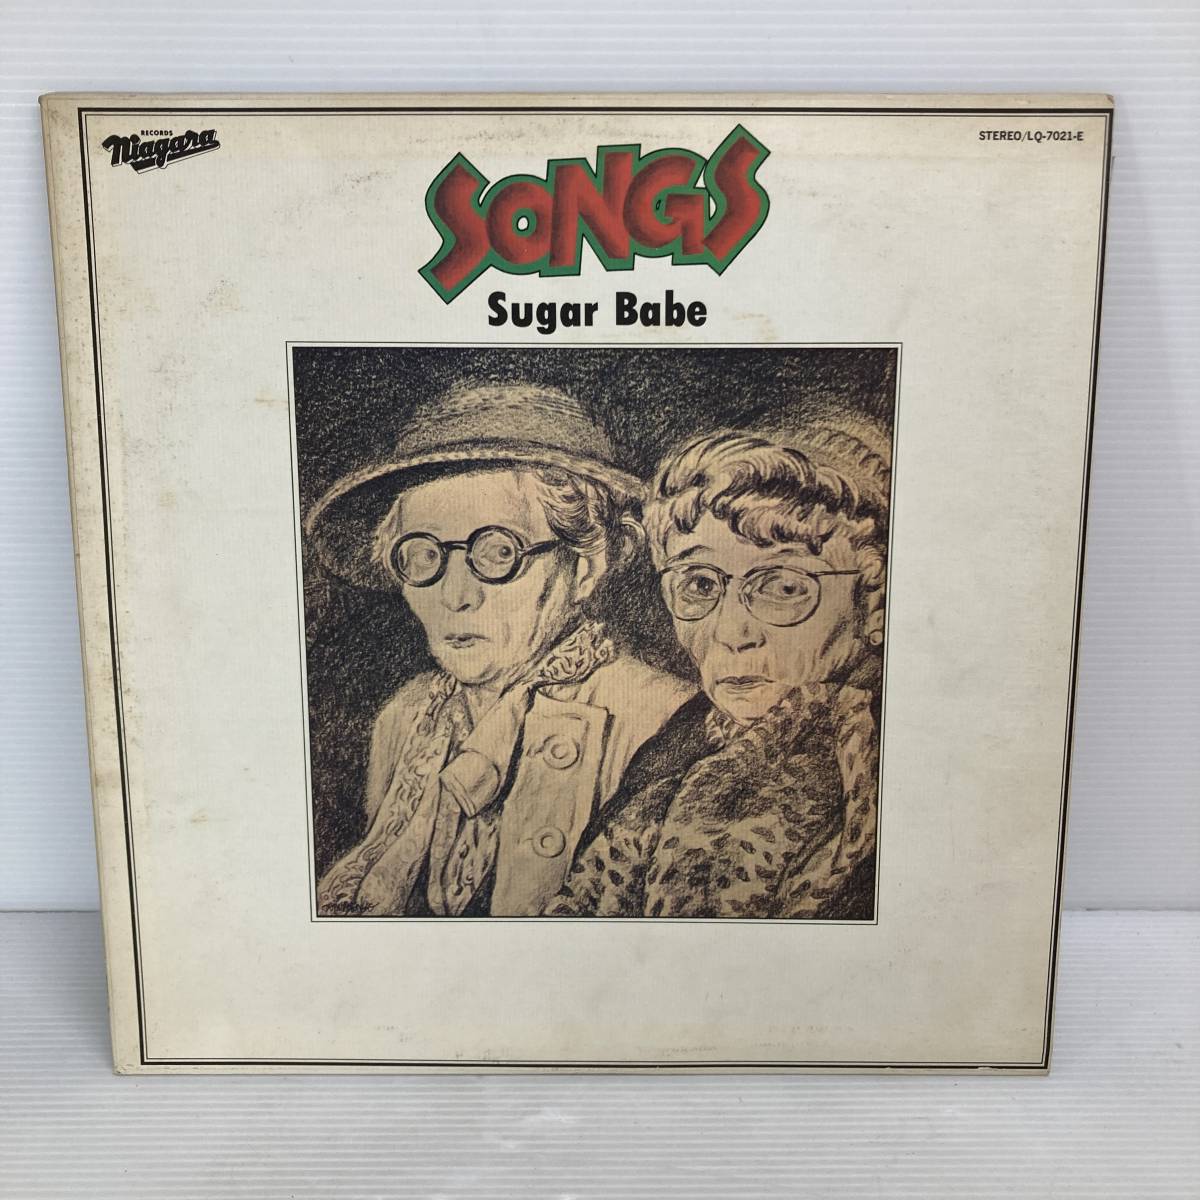 RECORDS
Niagara
STEREO/LQ-7021-E
SONGS
Sugar Babe